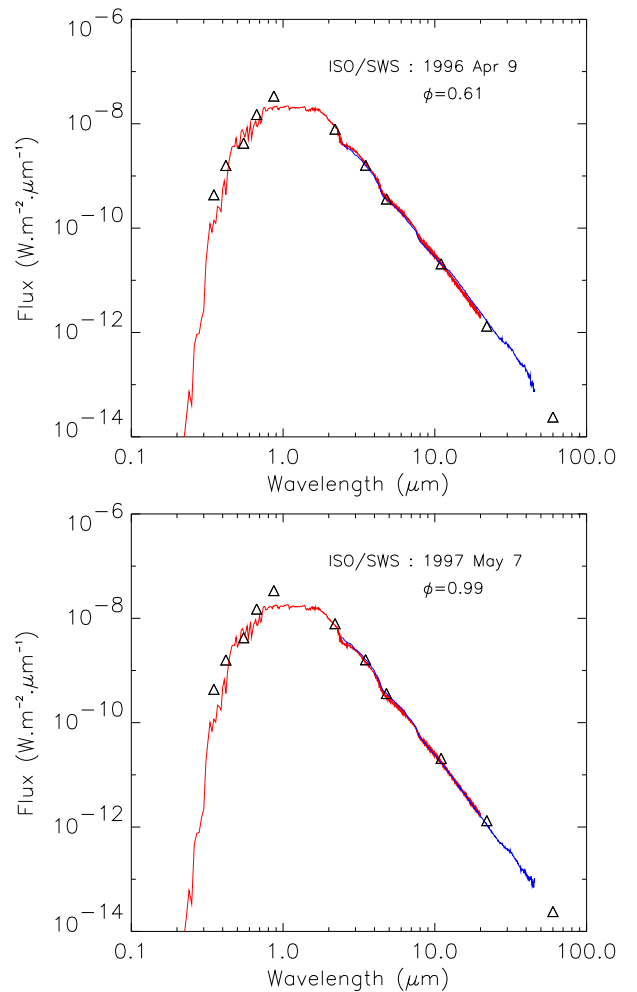 10⁻⁶
ISO/SWS : 1996 Apr 9
φ=0.61
10⁻⁸
10⁻¹⁰
10⁻¹²
10⁻¹⁴
Flux (W.m⁻².μm⁻¹)
0.1 1.0 10.0 100.0
Wavelength (μm)
10⁻⁶
ISO/SWS : 1997 May 7
φ=0.99
10⁻⁸
10⁻¹⁰
10⁻¹²
10⁻¹⁴
Flux (W.m⁻².μm⁻¹)
0.1 1.0 10.0 100.0
Wavelength (μm)